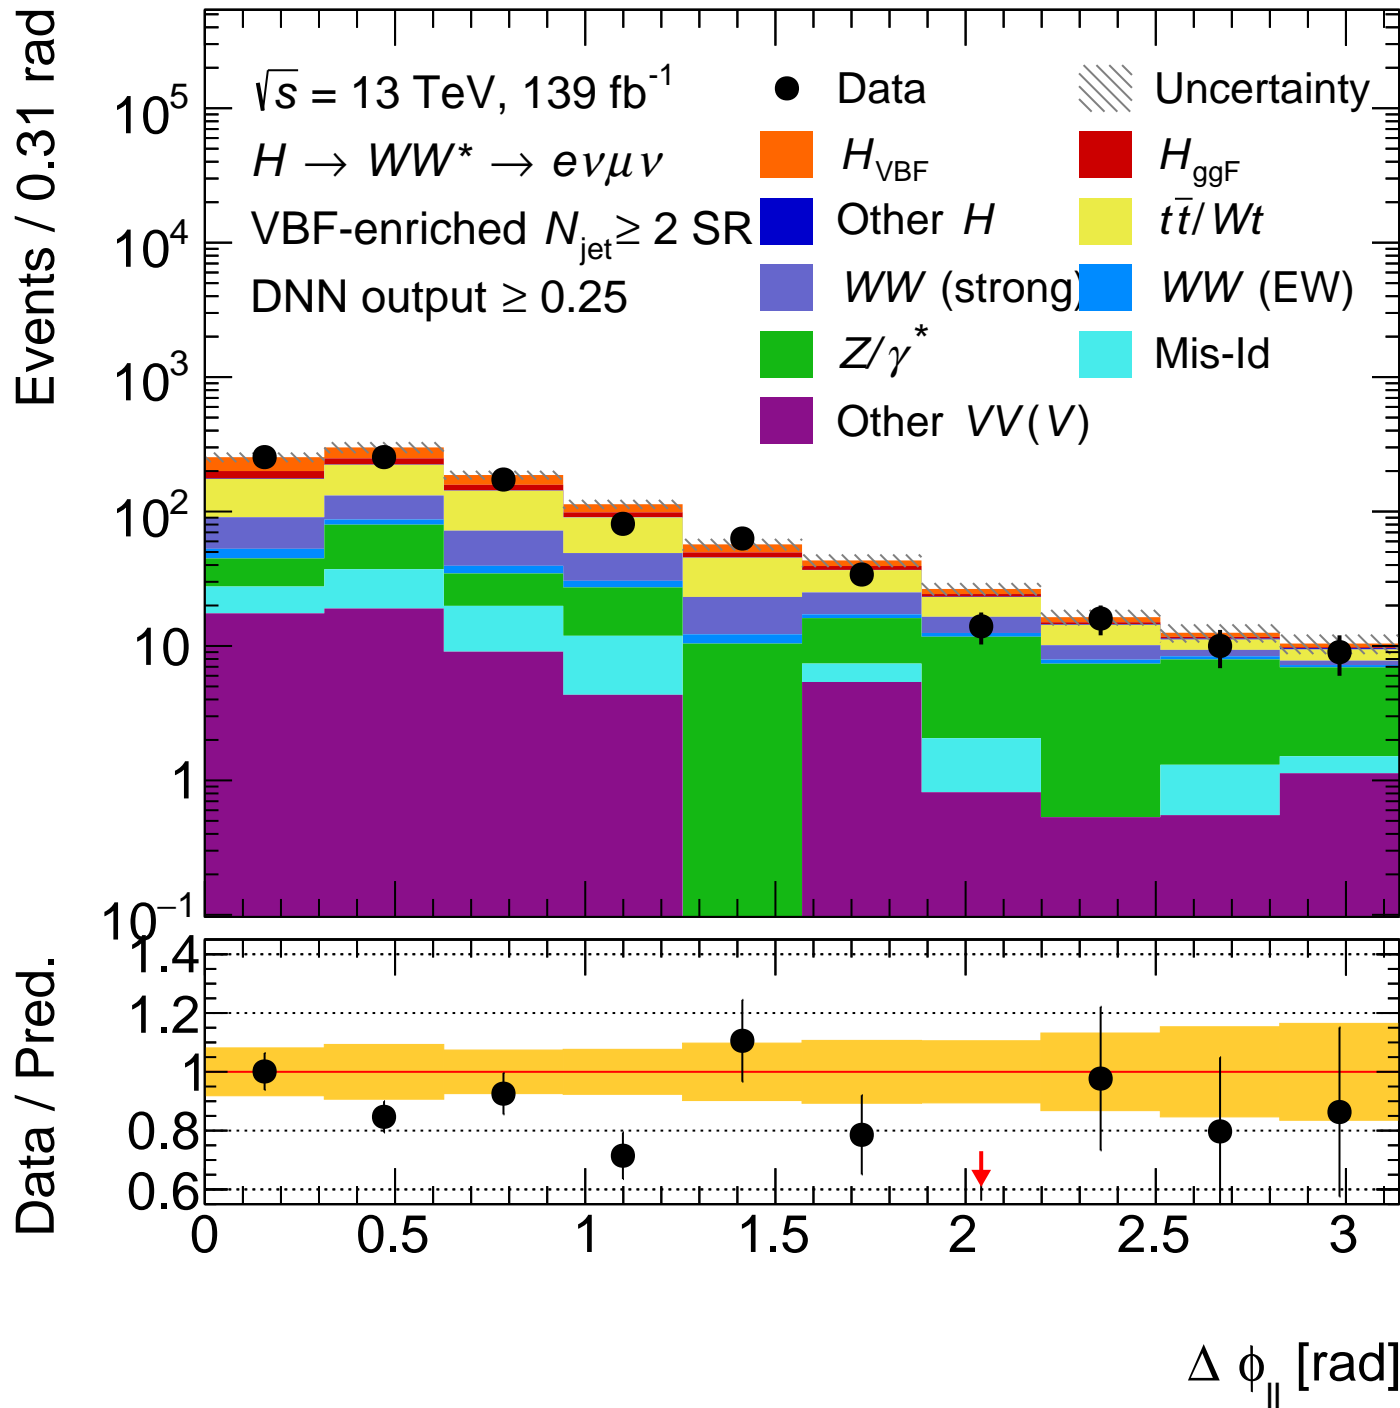 Events / 0.31 rad
10⁵
10⁴
10³
10²
10
1
10⁻¹
√s = 13 TeV, 139 fb⁻¹
H → WW* → eνμν
VBF-enriched N_jet ≥ 2 SR
DNN output ≥ 0.25
Data
Uncertainty
H_VBF
H_ggF
Other H
tt̄/Wt
WW (strong)
WW (EW)
Z/γ*
Mis-Id
Other VV(V)
Data / Pred.
1.4
1.2
1
0.8
0.6
0 0.5 1 1.5 2 2.5 3
Δ ϕ_ll [rad]